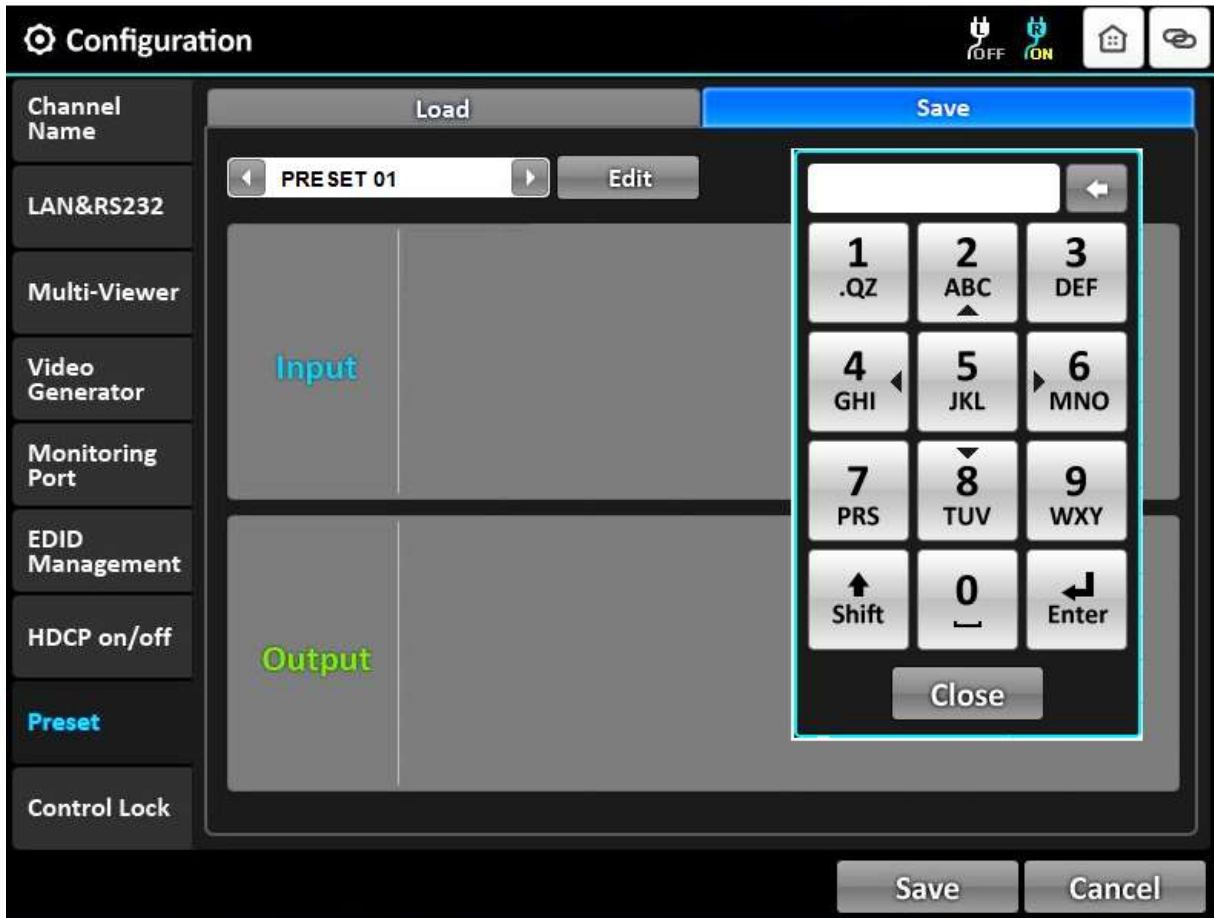 Configuration
L
OFF
R
ON
Channel
Name
LAN&RS232
Multi-Viewer
Video
Generator
Monitoring
Port
EDID
Management
HDCP on/off
Preset
Control Lock
Load
Save
PRESET 01
Edit
Input
Output
1
.QZ
2
ABC
3
DEF
4
GHI
5
JKL
6
MNO
7
PRS
8
TUV
9
WXY
Shift
0
Enter
Close
Save
Cancel